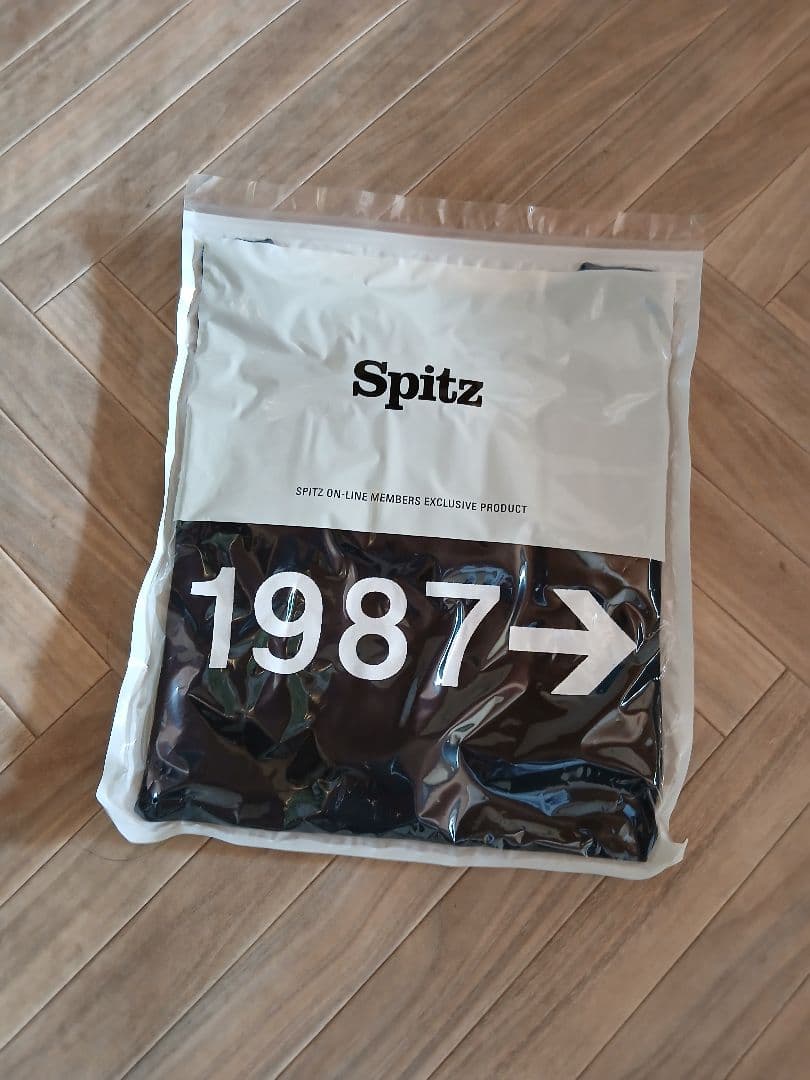 Spitz
SPITZ ON-LINE MEMBERS EXCLUSIVE PRODUCT
1987→